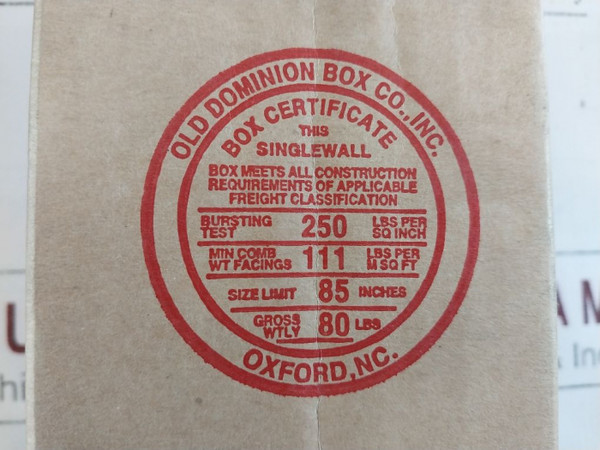 OLD DOMINION BOX CO., INC.
BOX CERTIFICATE
THIS
SINGLEWALL
BOX MEETS ALL CONSTRUCTION
REQUIREMENTS OF APPLICABLE
FREIGHT CLASSIFICATION
BURSTING TEST 250 LBS PER SQ INCH
MIN COMB WT FACINGS 111 LBS PER M SQ FT
SIZE LIMIT 85 INCHES
GROSS WT LY 80 LBS
OXFORD, NC.